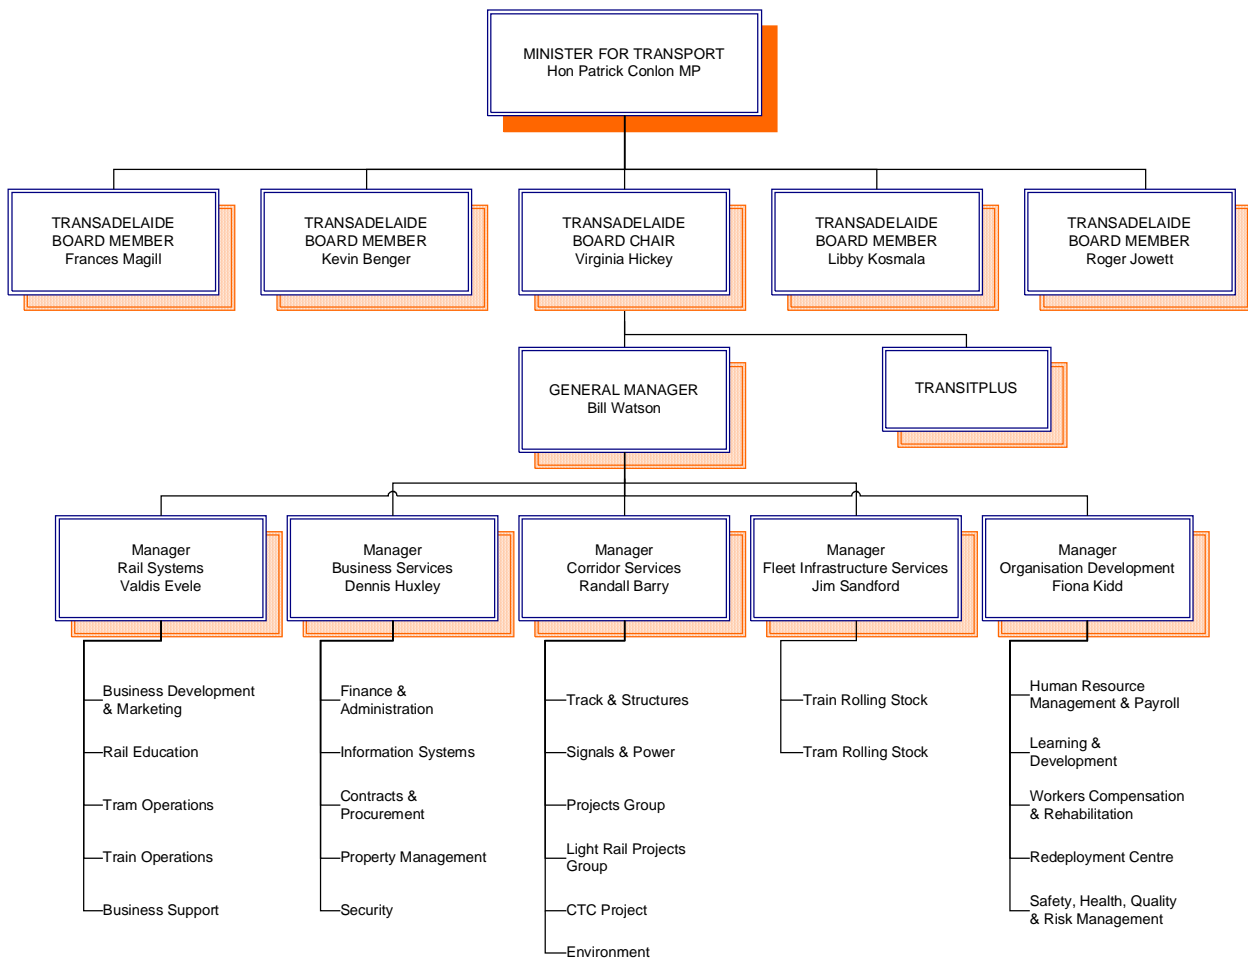 MINISTER FOR TRANSPORT
Hon Patrick Conlon MP
TRANSADELAIDE
BOARD MEMBER
Frances Magill
TRANSADELAIDE
BOARD MEMBER
Kevin Benger
TRANSADELAIDE
BOARD CHAIR
Virginia Hickey
TRANSADELAIDE
BOARD MEMBER
Libby Kosmala
TRANSADELAIDE
BOARD MEMBER
Roger Jowett
GENERAL MANAGER
Bill Watson
TRANSITPLUS
Manager
Rail Systems
Valdis Evele
Manager
Business Services
Dennis Huxley
Manager
Corridor Services
Randall Barry
Manager
Fleet Infrastructure Services
Jim Sandford
Manager
Organisation Development
Fiona Kidd
Business Development
& Marketing
Rail Education
Tram Operations
Train Operations
Business Support
Finance &
Administration
Information Systems
Contracts &
Procurement
Property Management
Security
Track & Structures
Signals & Power
Projects Group
Light Rail Projects
Group
CTC Project
Environment
Train Rolling Stock
Tram Rolling Stock
Human Resource
Management & Payroll
Learning &
Development
Workers Compensation
& Rehabilitation
Redeployment Centre
Safety, Health, Quality
& Risk Management